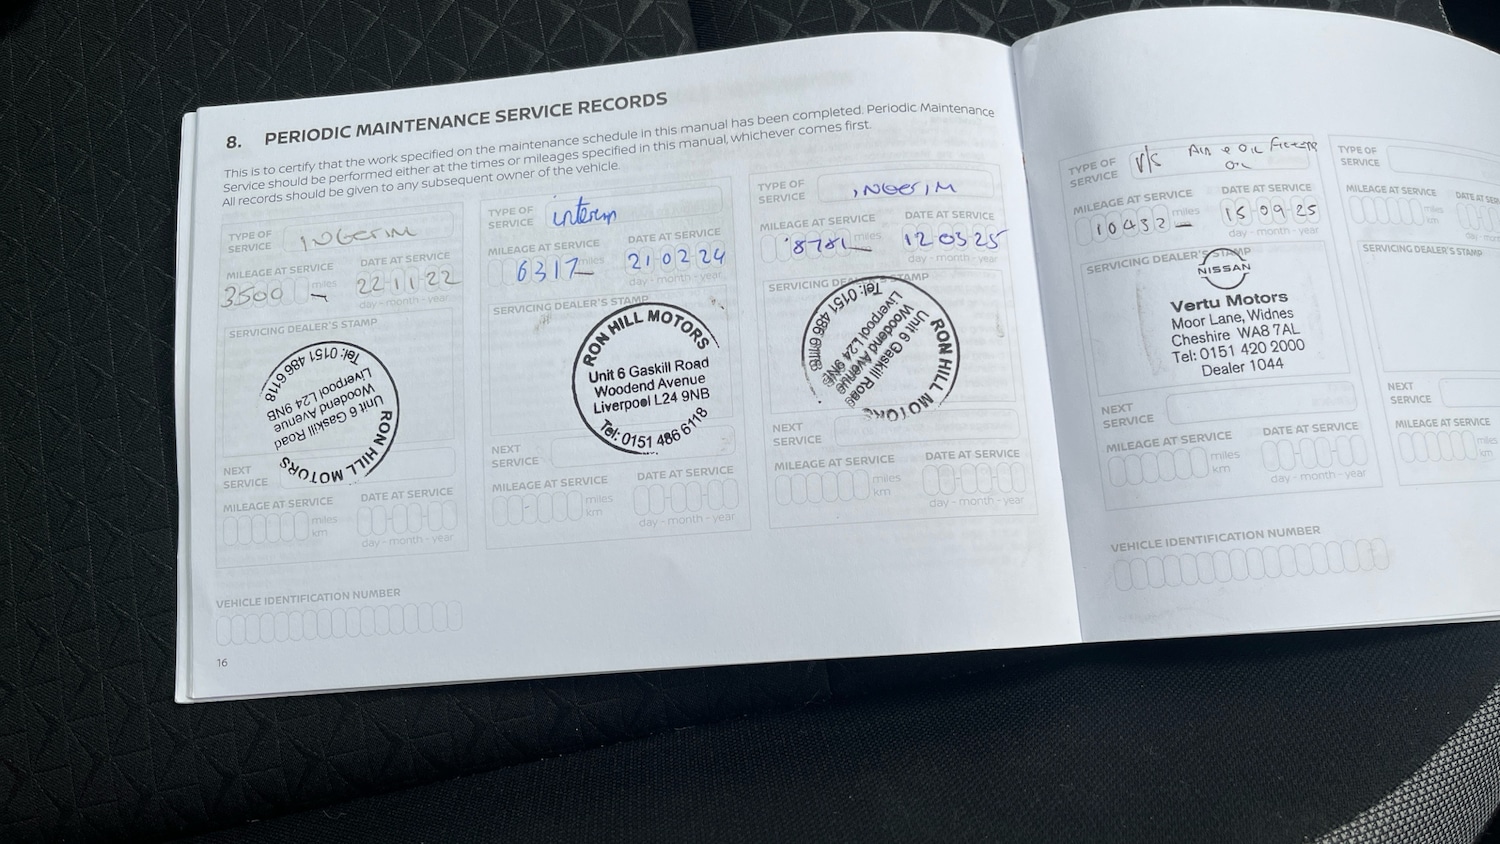 8. PERIODIC MAINTENANCE SERVICE RECORDS
This is to certify that the work specified on the maintenance schedule in this manual has been completed. Periodic Maintenance
Service should be performed either at the times or mileages specified in this manual, whichever comes first.
All records should be given to any subsequent owner of the vehicle.
TYPE OF SERVICE INGERIM
MILEAGE AT SERVICE DATE AT SERVICE
3500 miles 22 11 22
day - month - year
SERVICING DEALER'S STAMP
RON HILL MOTORS
Unit 6 Gaskill Road
Woodend Avenue
Liverpool L24 9NB
Tel: 0151 486 6118
NEXT SERVICE
MILEAGE AT SERVICE DATE AT SERVICE
miles
km
day - month - year
VEHICLE IDENTIFICATION NUMBER
16
TYPE OF SERVICE interim
MILEAGE AT SERVICE DATE AT SERVICE
6317 miles 21 02 24
day - month - year
SERVICING DEALER'S STAMP
RON HILL MOTORS
Unit 6 Gaskill Road
Woodend Avenue
Liverpool L24 9NB
Tel: 0151 486 6118
NEXT SERVICE
MILEAGE AT SERVICE DATE AT SERVICE
miles
km
day - month - year
TYPE OF SERVICE INGERIM
MILEAGE AT SERVICE DATE AT SERVICE
8781 miles 12 03 25
day - month - year
SERVICING DEALER'S STAMP
RON HILL MOTORS
Unit 6 Gaskill Road
Woodend Avenue
Liverpool L24 9NB
Tel: 0151 486 6118
NEXT SERVICE
MILEAGE AT SERVICE DATE AT SERVICE
miles
km
day - month - year
TYPE OF SERVICE V/S AIR & OIL
OIL
MILEAGE AT SERVICE DATE AT SERVICE
10432 miles 15 09 25
day - month - year
SERVICING DEALER'S STAMP
NISSAN
Vertu Motors
Moor Lane, Widnes
Cheshire WA8 7AL
Tel: 0151 420 2000
Dealer 1044
NEXT SERVICE
MILEAGE AT SERVICE DATE AT SERVICE
miles
km
day - month - year
VEHICLE IDENTIFICATION NUMBER
TYPE OF SERVICE
MILEAGE AT SERVICE
miles
km
SERVICING DEALER'S STAMP
NEXT SERVICE
MILEAGE AT SERVICE
miles
km